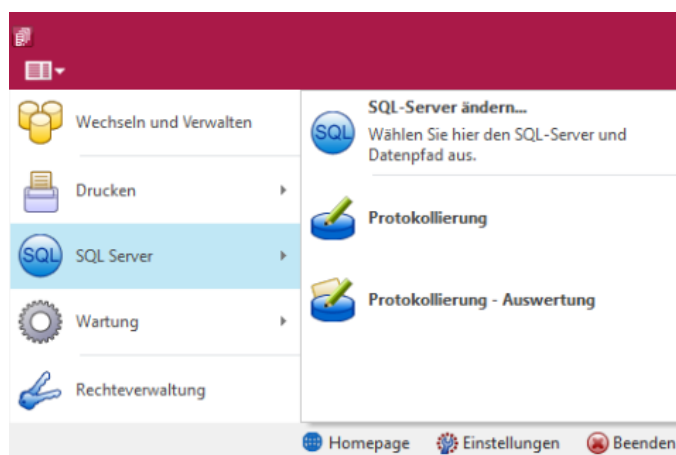 Wechseln und Verwalten
Drucken
SQL
SQL Server
Wartung
Rechteverwaltung
SQL
SQL-Server ändern...
Wählen Sie hier den SQL-Server und
Datenpfad aus.
Protokollierung
Protokollierung - Auswertung
Homepage
Einstellungen
Beenden